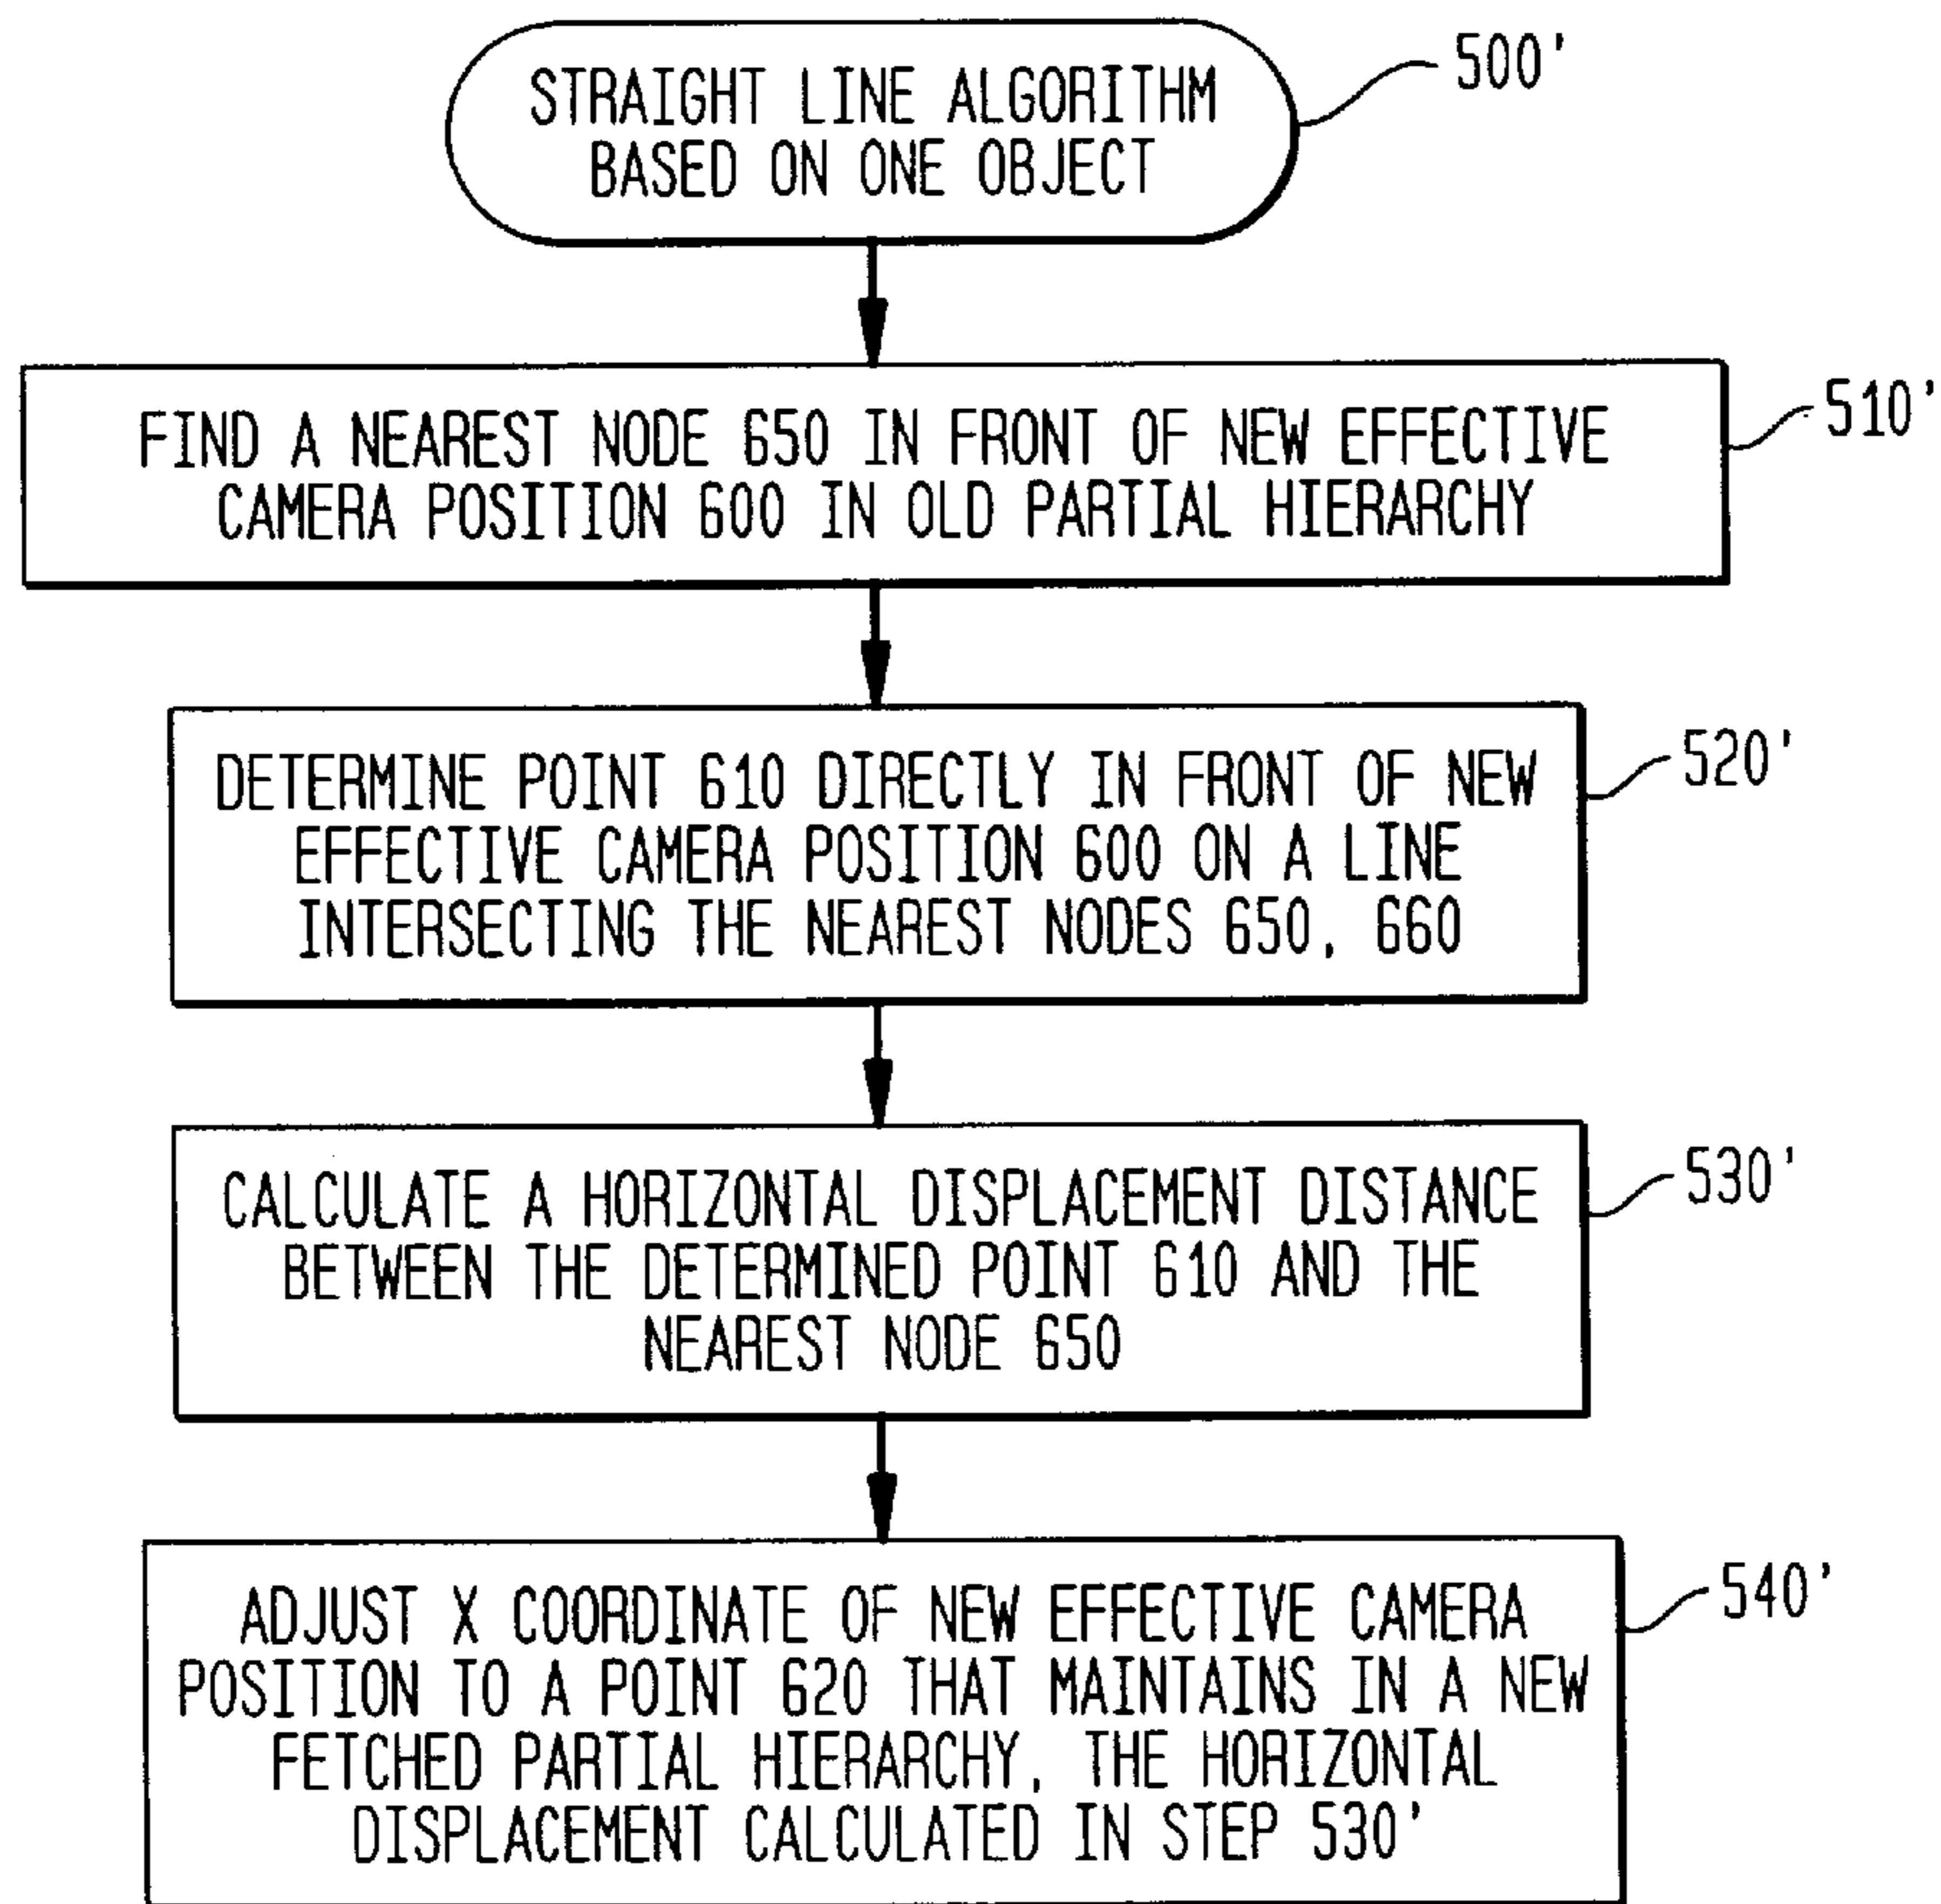 STRAIGHT LINE ALGORITHM
BASED ON ONE OBJECT
500'
FIND A NEAREST NODE 650 IN FRONT OF NEW EFFECTIVE
CAMERA POSITION 600 IN OLD PARTIAL HIERARCHY
510'
DETERMINE POINT 610 DIRECTLY IN FRONT OF NEW
EFFECTIVE CAMERA POSITION 600 ON A LINE
INTERSECTING THE NEAREST NODES 650, 660
520'
CALCULATE A HORIZONTAL DISPLACEMENT DISTANCE
BETWEEN THE DETERMINED POINT 610 AND THE
NEAREST NODE 650
530'
ADJUST X COORDINATE OF NEW EFFECTIVE CAMERA
POSITION TO A POINT 620 THAT MAINTAINS IN A NEW
FETCHED PARTIAL HIERARCHY, THE HORIZONTAL
DISPLACEMENT CALCULATED IN STEP 530'
540'